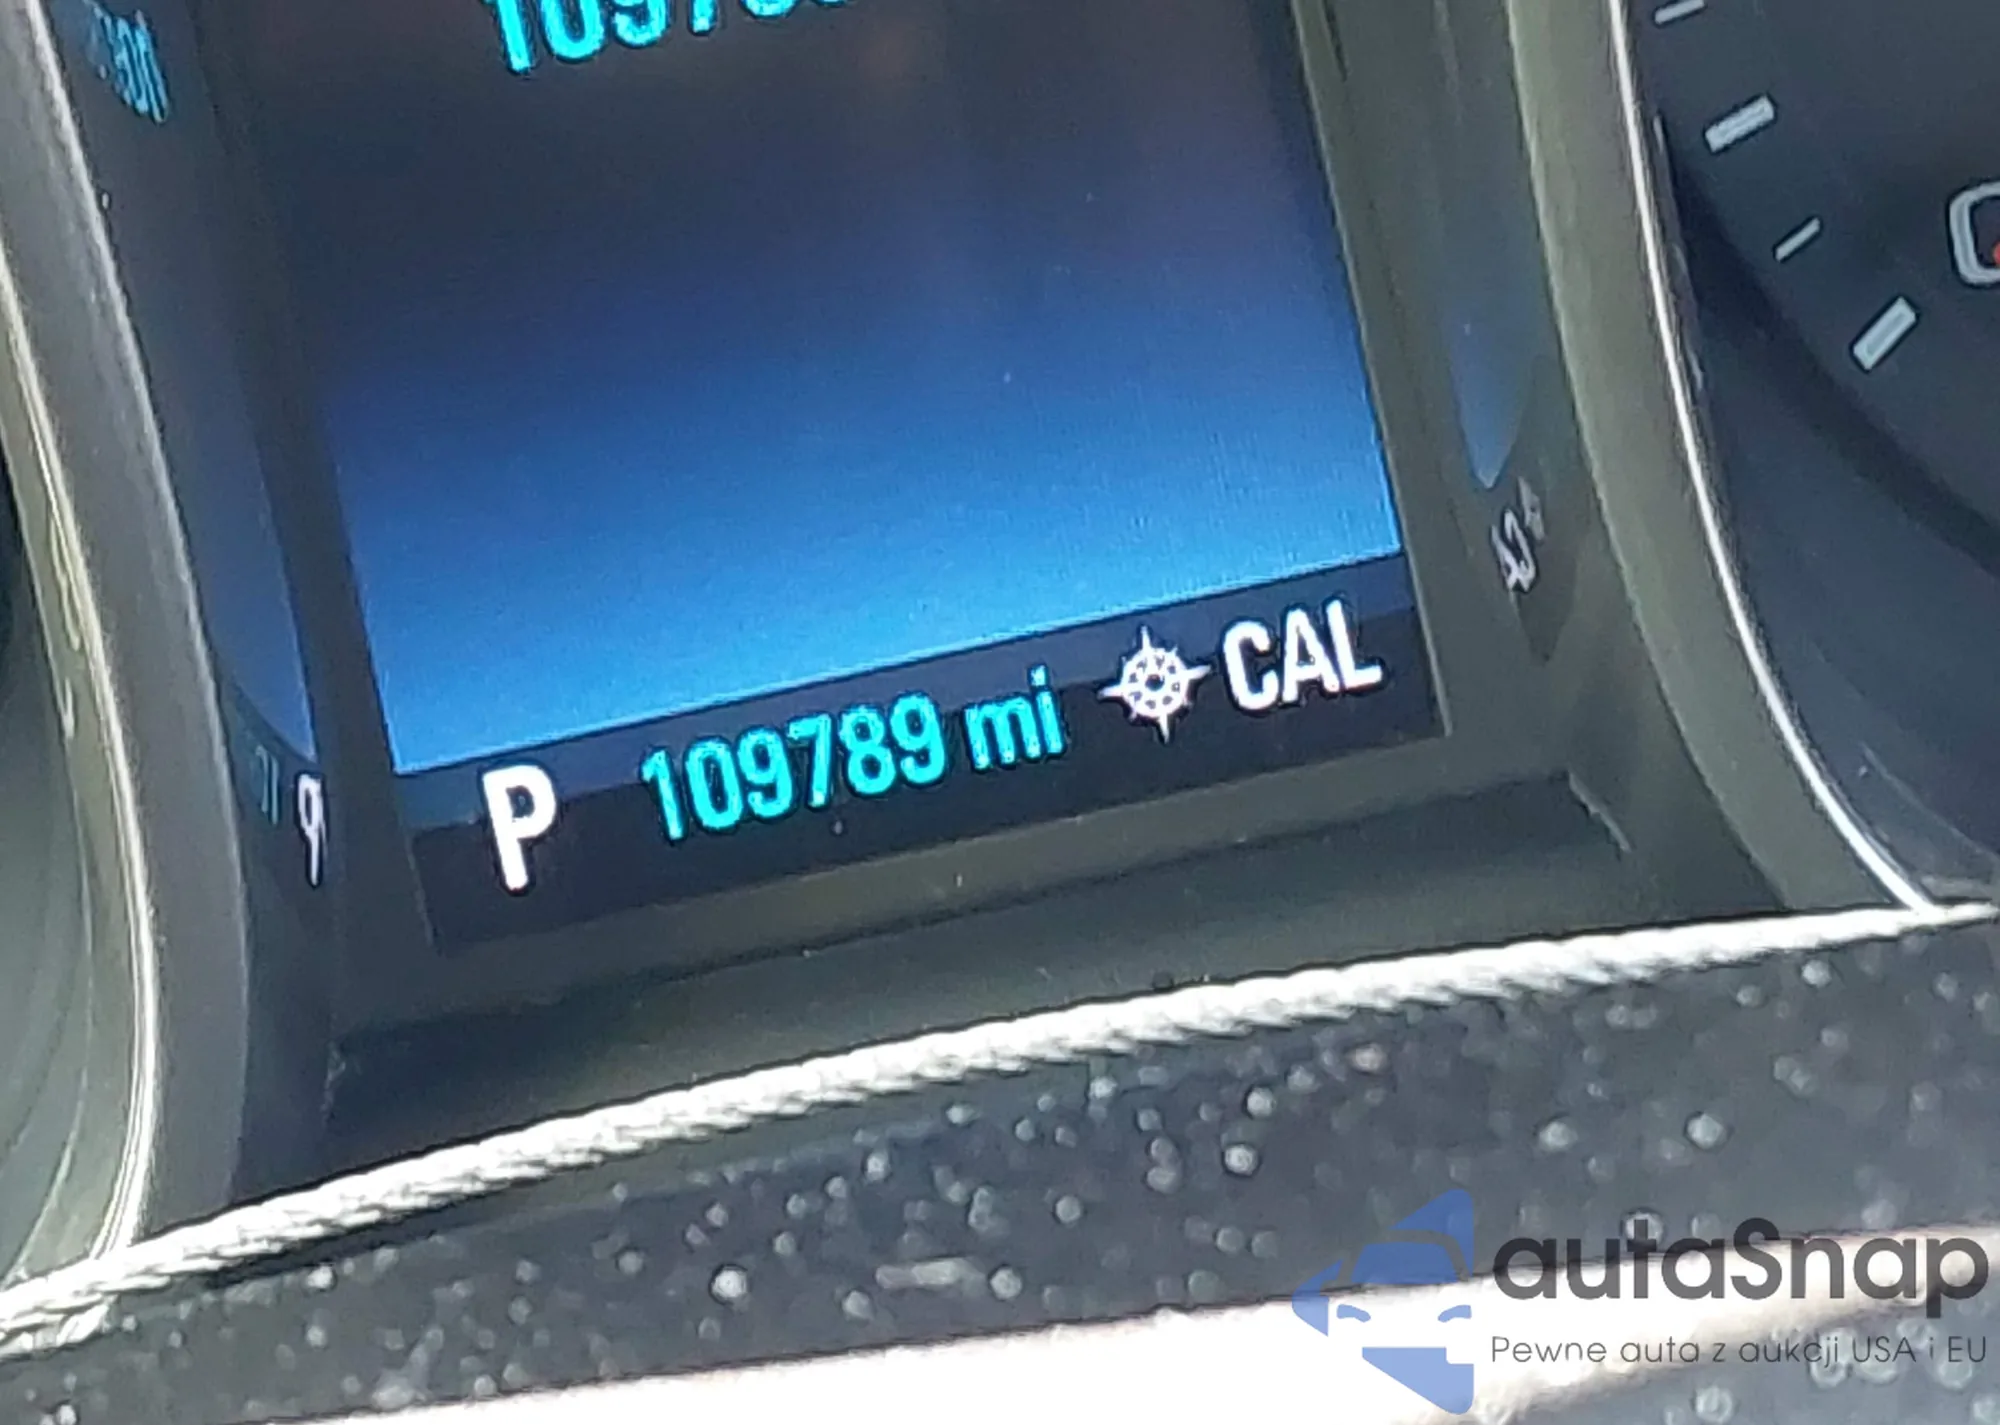 P 109789 mi CAL
autaSnap
Pewne auta z aukcji USA i EU